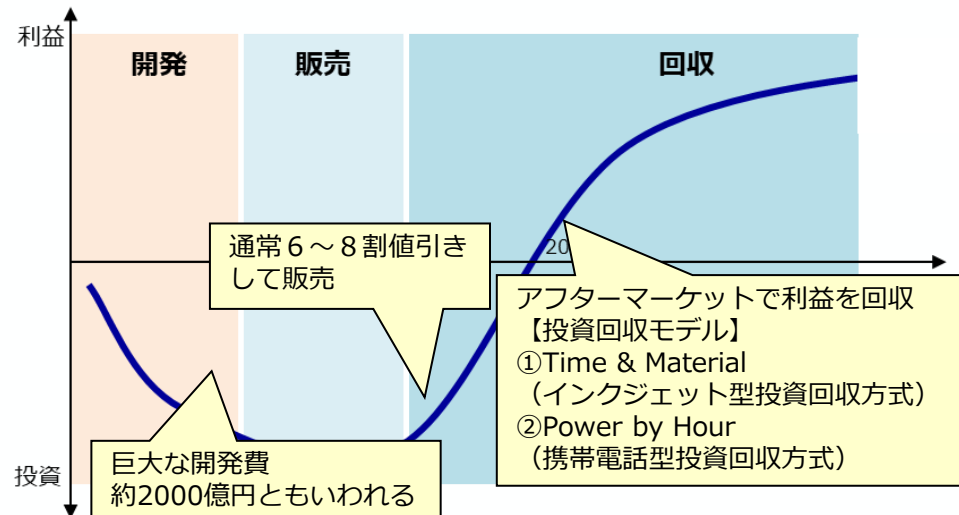 利益
開発
販売
回収
通常６～８割値引き
して販売
20
アフターマーケットで利益を回収
【投資回収モデル】
①Time & Material
（インクジェット型投資回収方式）
②Power by Hour
（携帯電話型投資回収方式）
巨大な開発費
約2000億円ともいわれる
投資